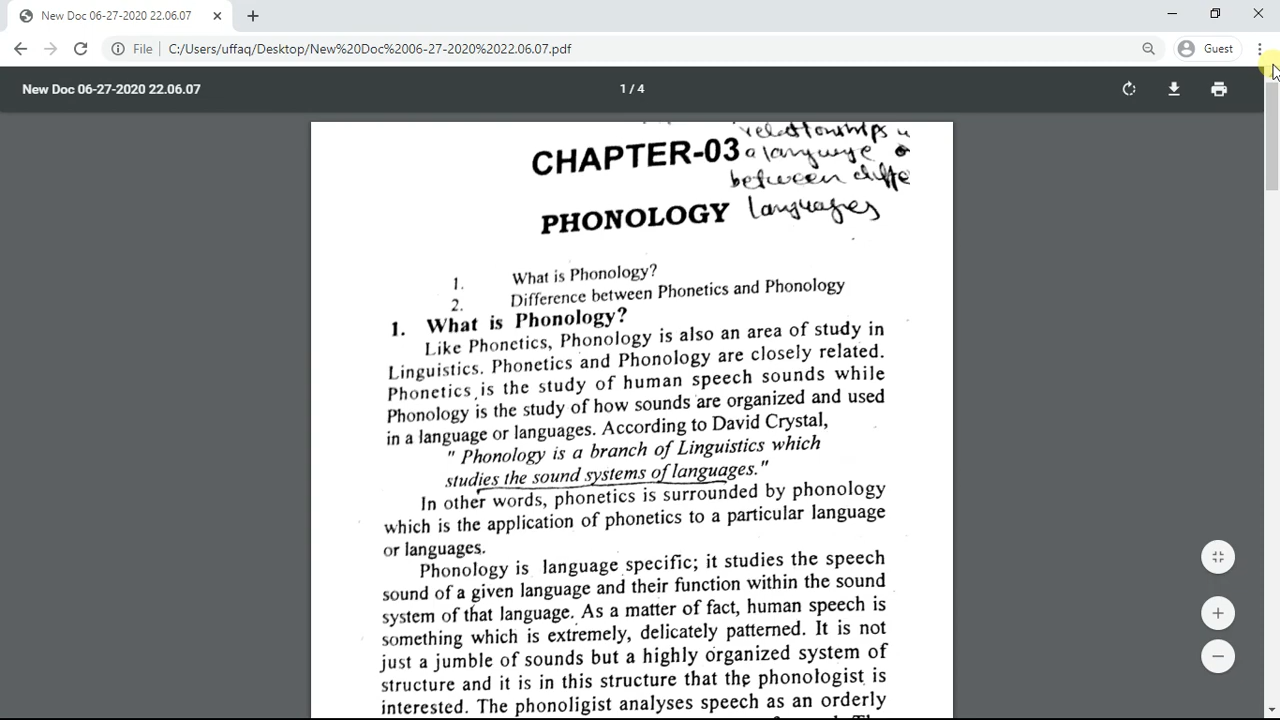 New Doc 06-27-2020 22.06.07
File
C:/Users/uffaq/Desktop/New%20Doc%2006-27-2020%2022.06.07.pdf
Guest
New Doc 06-27-2020 22.06.07
1 / 4
relationships
CHAPTER-03
a language
between diffe
PHONOLOGY
languages
1. What is Phonology?
2. Difference between Phonetics and Phonology
1. What is Phonology?
Like Phonetics, Phonology is also an area of study in
Linguistics. Phonetics and Phonology are closely related.
Phonetics is the study of human speech sounds while
Phonology is the study of how sounds are organized and used
in a language or languages. According to David Crystal,
" Phonology is a branch of Linguistics which
studies the sound systems of languages."
In other words, phonetics is surrounded by phonology
which is the application of phonetics to a particular language
or languages.
Phonology is language specific; it studies the speech
sound of a given language and their function within the sound
system of that language. As a matter of fact, human speech is
something which is extremely, delicately patterned. It is not
just a jumble of sounds but a highly organized system of
structure and it is in this structure that the phonologist is
interested. The phonoligist analyses speech as an orderly